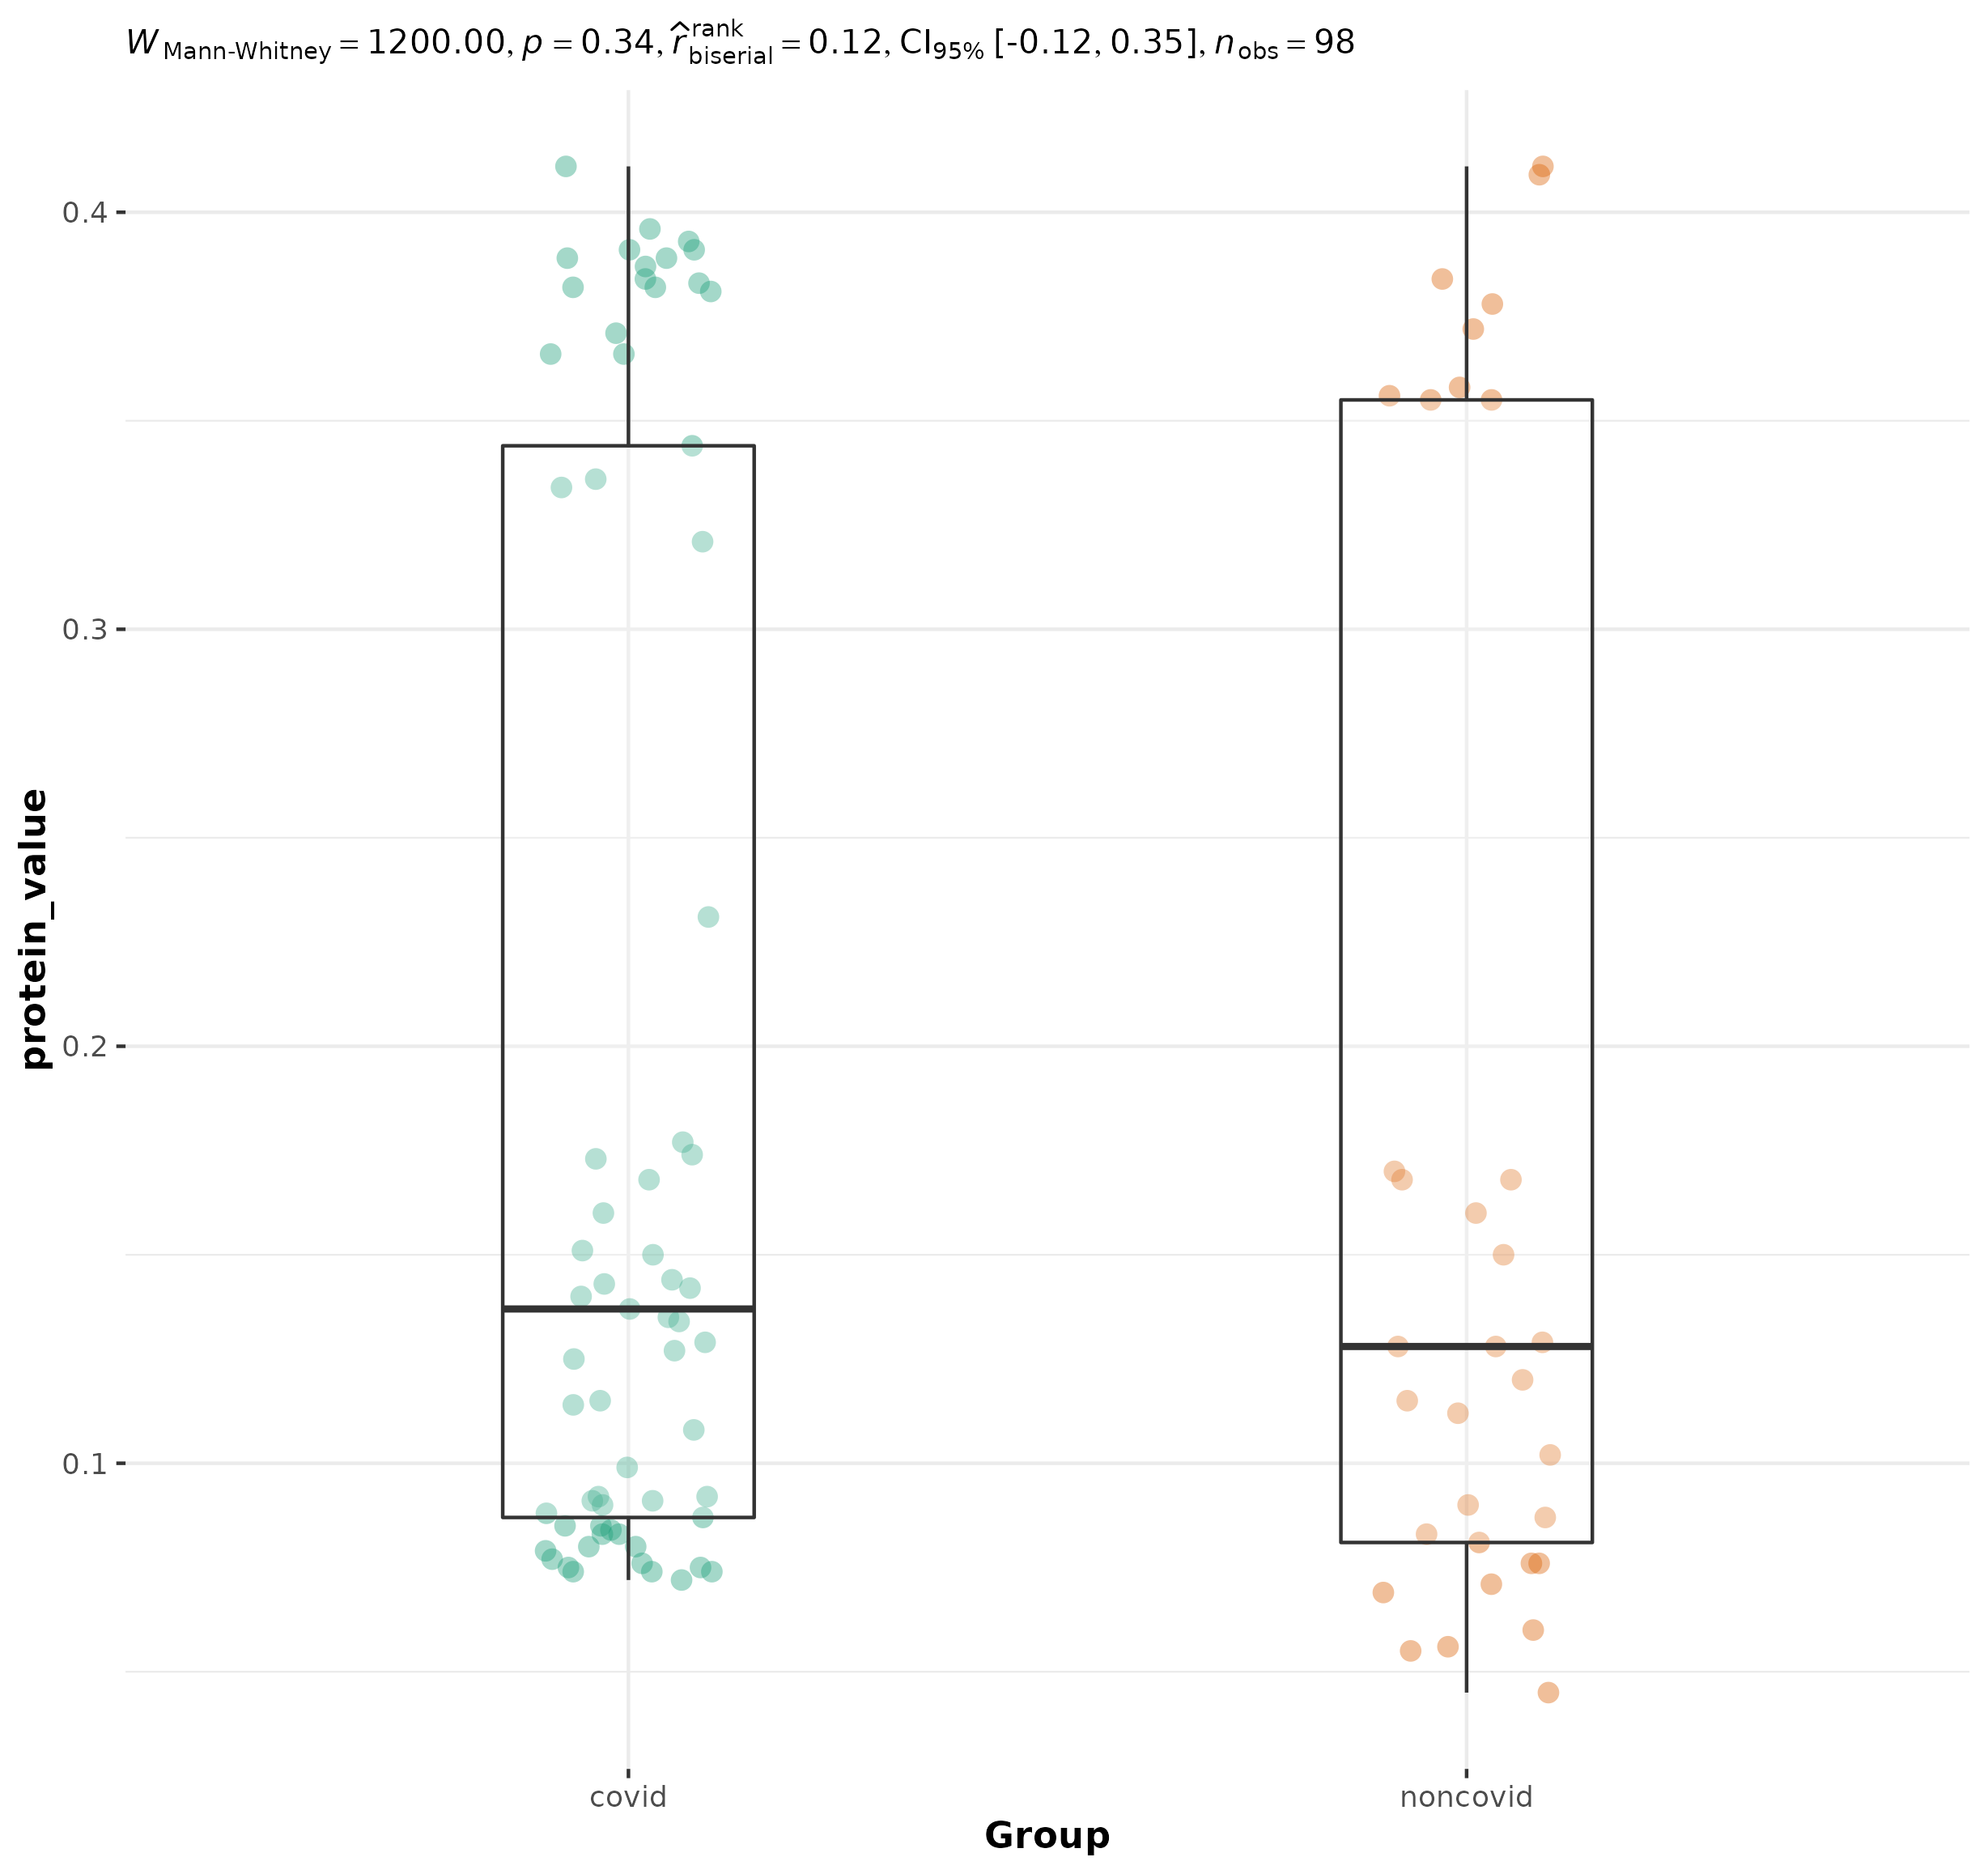 W Mann-Whitney = 1200.00, p = 0.34, r̂ rank biserial = 0.12, CI95% [-0.12, 0.35], nobs = 98
0.4
0.3
0.2
0.1
protein_value
covid noncovid
Group